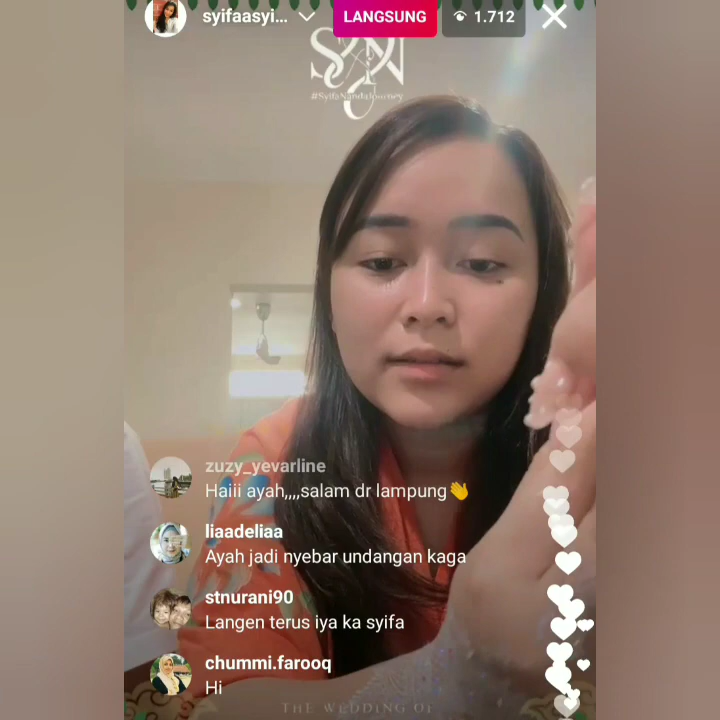 syifaasyi...
LANGSUNG
1.712
#SyifaNandaJourney
zuzy_yevarline
Haiii ayah,,,,salam dr lampung👋
liaadeliaa
Ayah jadi nyebar undangan kaga
stnurani90
Langen terus iya ka syifa
chummi.farooq
Hi
THE WEDDING OF